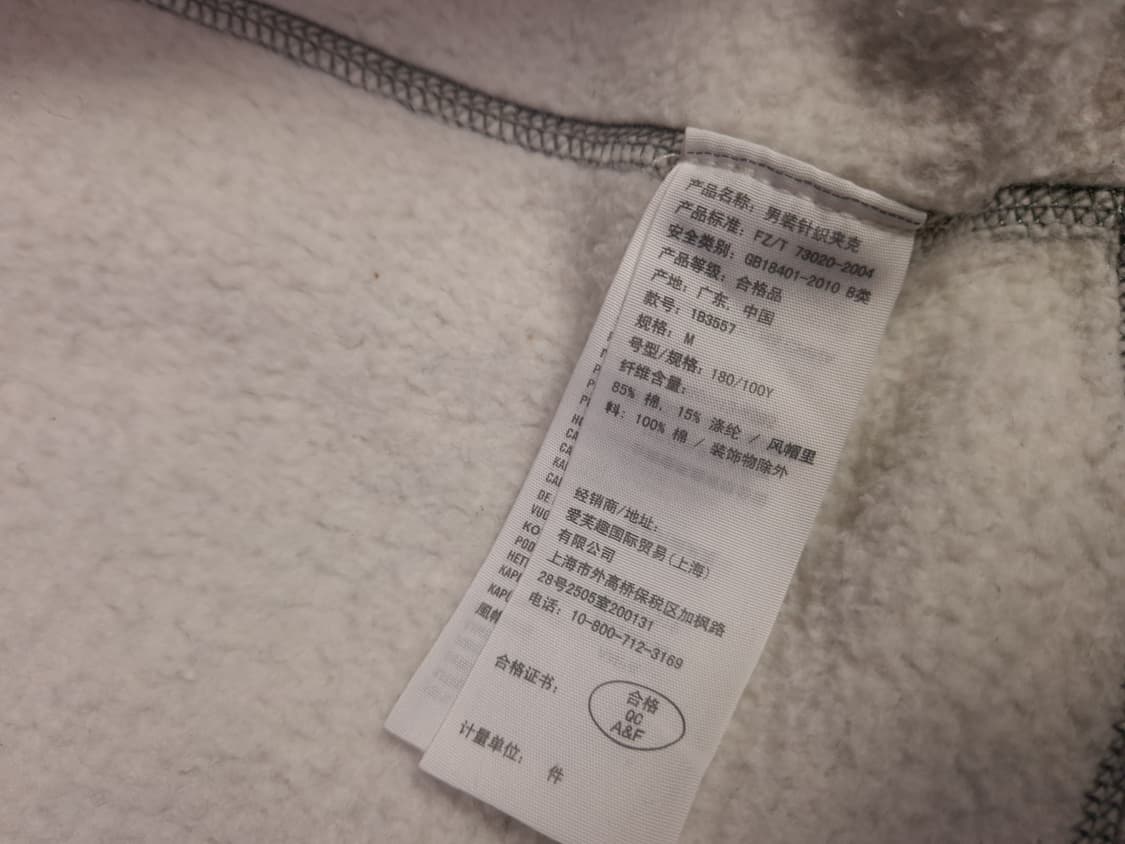 产品名称：男装针织夹克
产品标准：FZ/T 73020-2004
安全类别：GB18401-2010 B类
产品等级：合格品
产地：广东，中国
款号：1B3557
规格：M
号型/规格：180/100Y
纤维含量：
85% 棉，15% 涤纶 / 风帽里
料：100% 棉 / 装饰物除外
经销商/地址：
爱芙趣国际贸易(上海)
有限公司
上海市外高桥保税区加枫路
28号2505室200131
电话：10-800-712-3169
合格证书：
合格
QC
A&F
计量单位： 件